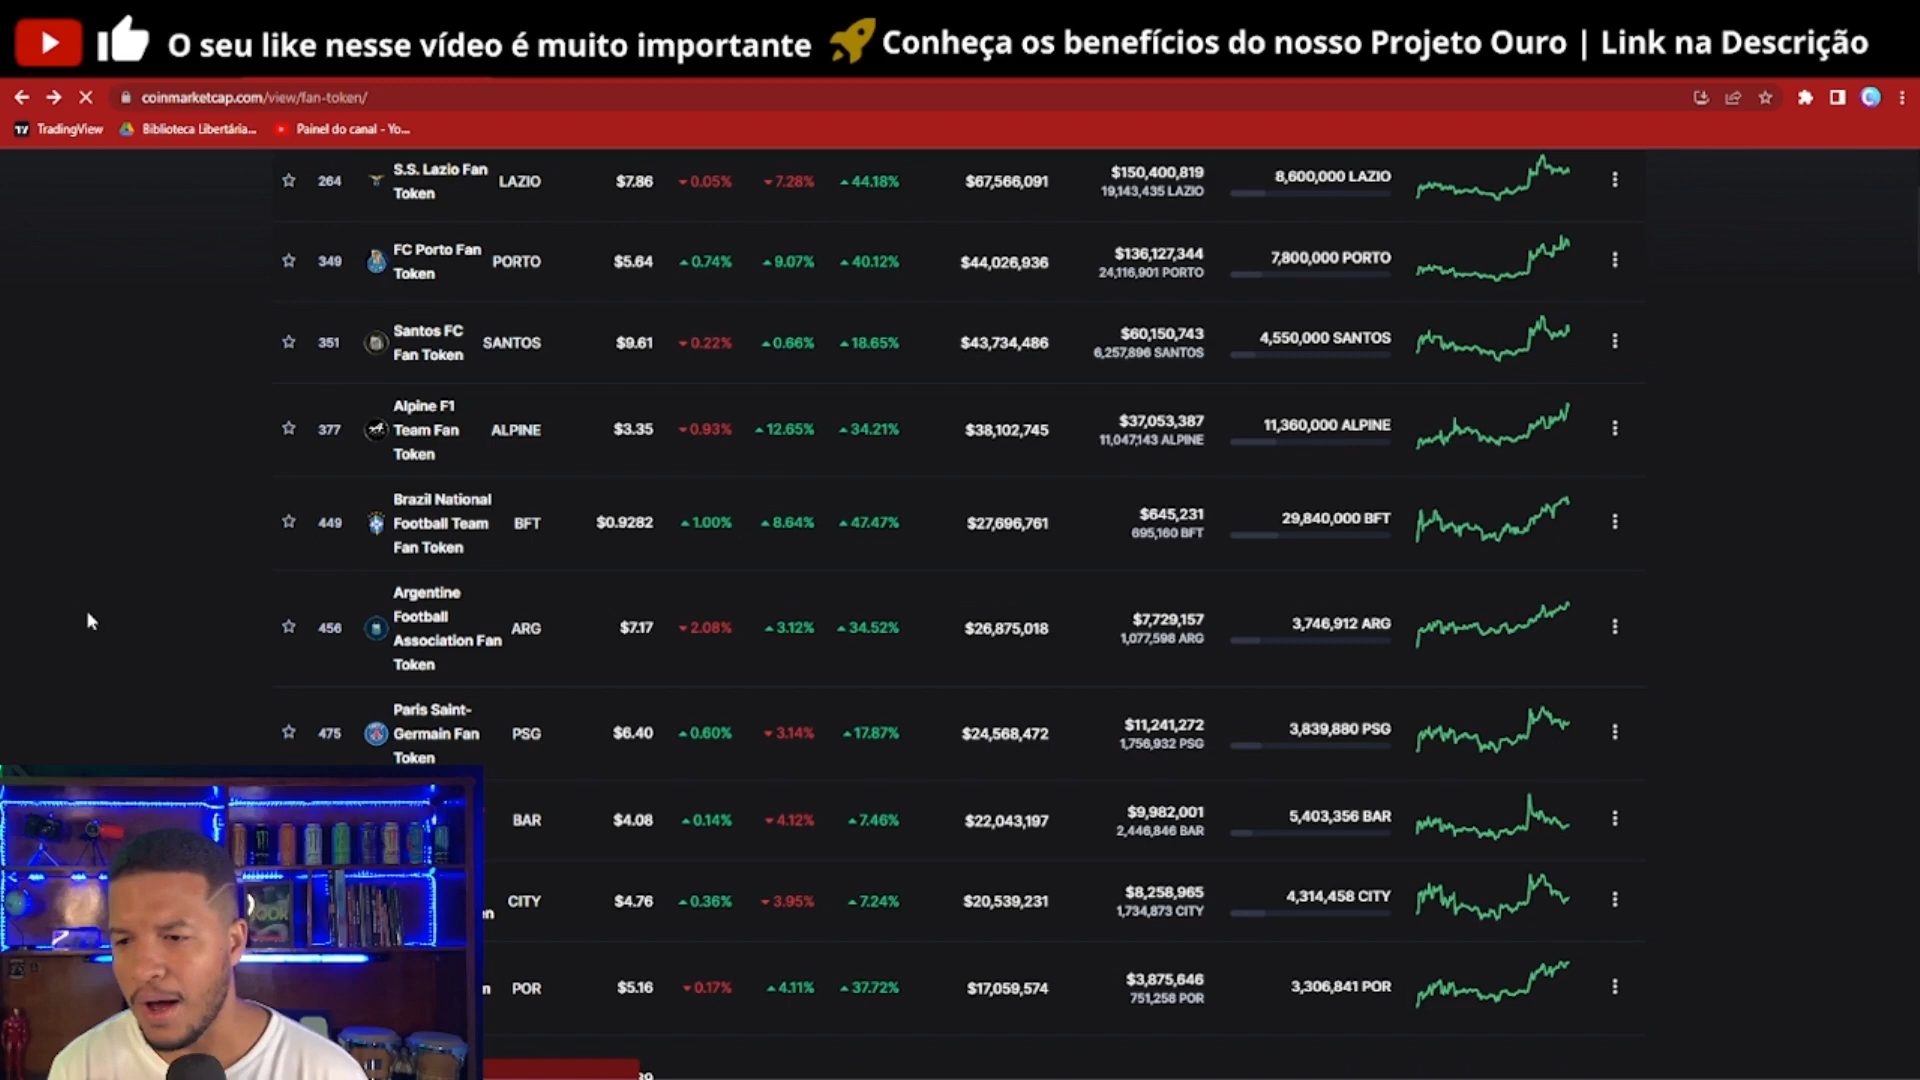 O seu like nesse vídeo é muito importante Conheça os benefícios do nosso Projeto Ouro | Link na Descrição
coinmarketcap.com/view/fan-token/
TradingView Biblioteca Libertária... Painel do canal - Yo...
264 S.S. Lazio Fan Token LAZIO $7.86 0.05% 7.28% 44.18% $67,566,091 $150,400,819 19,143,435 LAZIO 8,600,000 LAZIO
349 FC Porto Fan Token PORTO $5.64 0.74% 9.07% 40.12% $44,026,936 $136,127,344 24,116,901 PORTO 7,800,000 PORTO
351 Santos FC Fan Token SANTOS $9.61 0.22% 0.66% 18.65% $43,734,486 $60,150,743 6,257,896 SANTOS 4,550,000 SANTOS
377 Alpine F1 Team Fan Token ALPINE $3.35 0.93% 12.65% 34.21% $38,102,745 $37,053,387 11,047,143 ALPINE 11,360,000 ALPINE
449 Brazil National Football Team Fan Token BFT $0.9282 1.00% 8.64% 47.47% $27,696,761 $645,231 695,160 BFT 29,840,000 BFT
456 Argentine Football Association Fan Token ARG $7.17 2.08% 3.12% 34.52% $26,875,018 $7,729,157 1,077,598 ARG 3,746,912 ARG
475 Paris Saint-Germain Fan Token PSG $6.40 0.60% 3.14% 17.87% $24,568,472 $11,241,272 1,756,932 PSG 3,839,880 PSG
BAR $4.08 0.14% 4.12% 7.46% $22,043,197 $9,982,001 2,446,846 BAR 5,403,356 BAR
CITY $4.76 0.36% 3.95% 7.24% $20,539,231 $8,258,965 1,734,873 CITY 4,314,458 CITY
POR $5.16 0.17% 4.11% 37.72% $17,059,574 $3,875,646 751,258 POR 3,306,841 POR